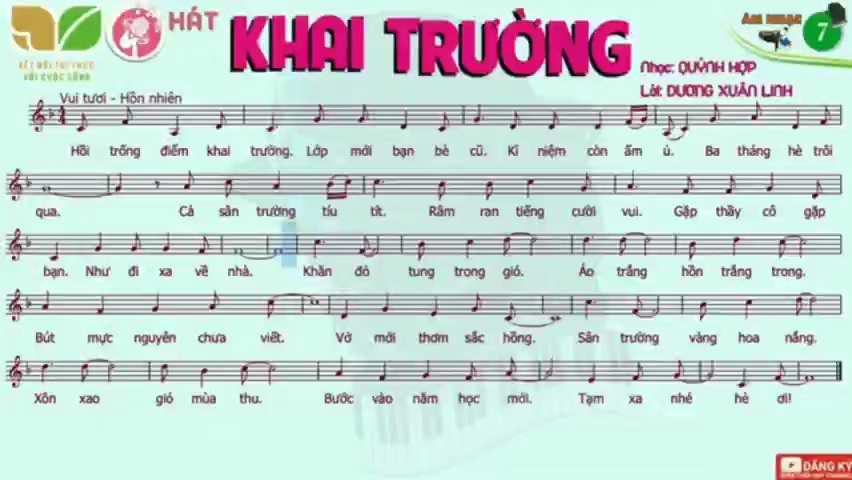 HÁT
KHAI TRƯỜNG
ÂM NHẠC 7
KẾT NỐI TRI THỨC
VỚI CUỘC SỐNG
Nhạc: QUỲNH HỢP
Lời: DƯƠNG XUÂN LINH
Vui tươi - Hồn nhiên
Hồi trống điểm khai trường. Lớp mới bạn bè cũ. Kỉ niệm còn ấm ủ. Ba tháng hè trôi
qua. Cả sân trường tíu tít. Râm ran tiếng cười vui. Gặp thầy cô gặp
bạn. Như đi xa về nhà. Khăn đỏ tung trong gió. Áo trắng hồn trắng trong.
Bút mực nguyên chưa viết. Vở mới thơm sắc hồng. Sân trường vàng hoa nắng.
Xôn xao gió mùa thu. Bước vào năm học mới. Tạm xa nhé hè ơi!
ĐĂNG KÝ